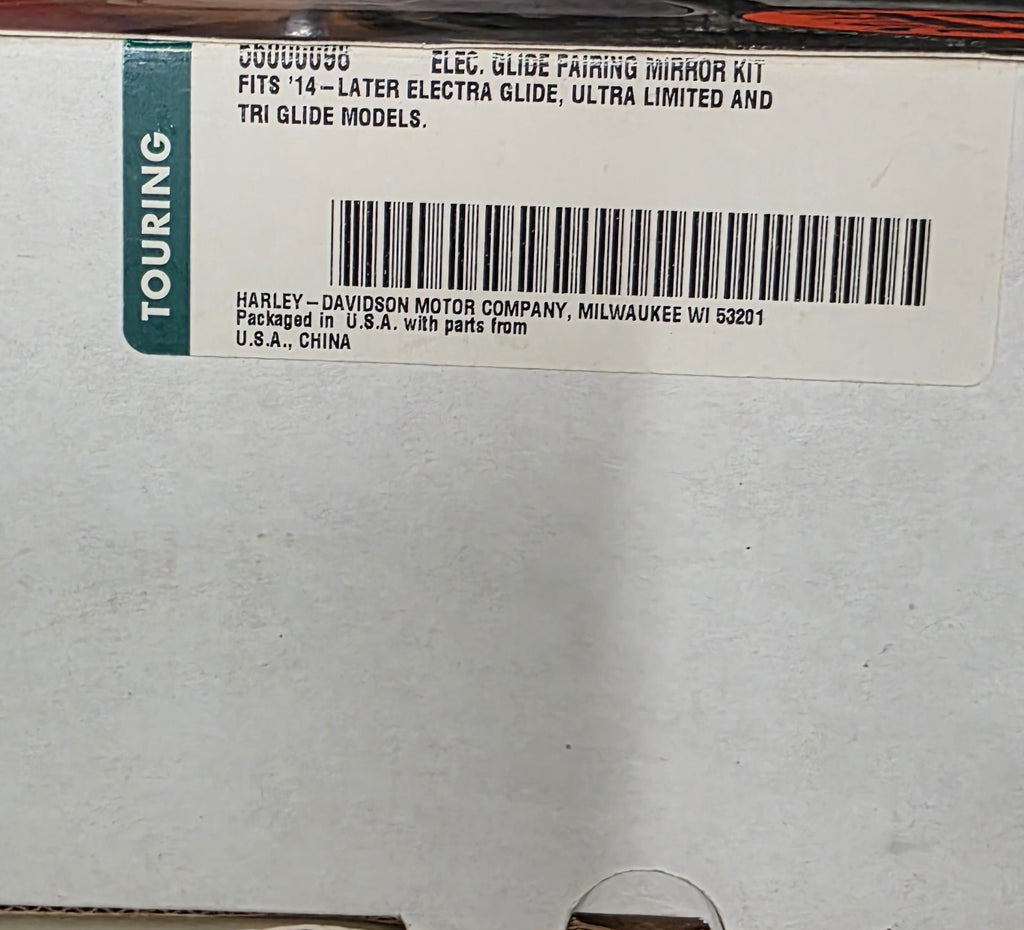 56000098 ELEC. GLIDE FAIRING MIRROR KIT
FITS '14-LATER ELECTRA GLIDE, ULTRA LIMITED AND
TRI GLIDE MODELS.
TOURING
HARLEY-DAVIDSON MOTOR COMPANY, MILWAUKEE WI 53201
Packaged in U.S.A. with parts from
U.S.A., CHINA